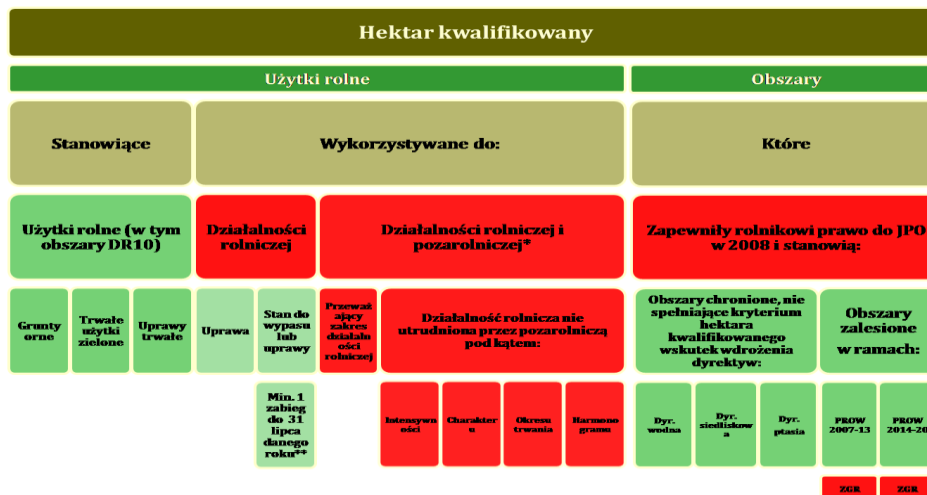 Hektar kwalifikowany
Użytki rolne
Obszary
Stanowiące
Wykorzystywane do:
Które
Użytki rolne (w tym
obszary DR10)
Działalności
rolniczej
Działalności rolniczej i
pozarolniczej*
Zapewniły rolnikowi prawo do JPO
w 2008 i stanowią:
Grunty
orne
Trwałe
użytki
zielone
Uprawy
trwałe
Uprawa
Stan do
wypasu
lub
uprawy
Przeważ
ający
zakres
działaln
ości
rolniczej
Działalność rolnicza nie
utrudniona przez pozarolniczą
pod kątem:
Obszary chronione, nie
spełniające kryterium
hektara
kwalifikowanego
wskutek wdrożenia
dyrektyw:
Obszary
zalesione
w ramach:
Min. 1
zabieg
do 31
lipca
danego
roku**
Intensywn
ości
Charakter
u
Okresu
trwania
Harmono
gramu
Dyr.
wodna
Dyr.
siedliskow
a
Dyr.
ptasia
PROW
2007-13
PROW
2014-20
ZGR
ZGR